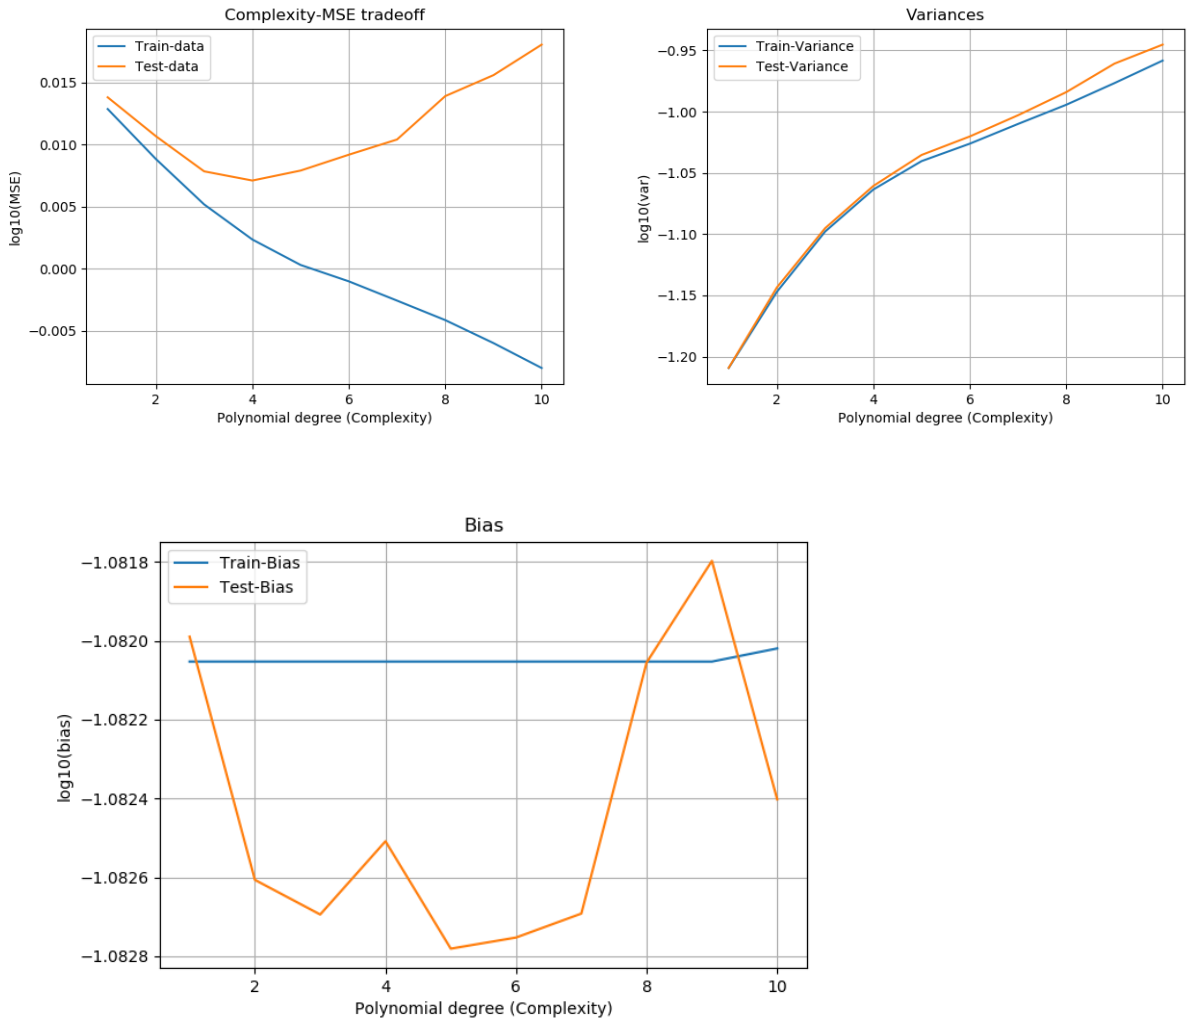 Complexity-MSE tradeoff
Train-data
Test-data
0.015
0.010
0.005
0.000
−0.005
log10(MSE)
2
4
6
8
10
Polynomial degree (Complexity)
Variances
Train-Variance
Test-Variance
−0.95
−1.00
−1.05
−1.10
−1.15
−1.20
log10(var)
2
4
6
8
10
Polynomial degree (Complexity)
Bias
Train-Bias
Test-Bias
−1.0818
−1.0820
−1.0822
−1.0824
−1.0826
−1.0828
log10(bias)
2
4
6
8
10
Polynomial degree (Complexity)